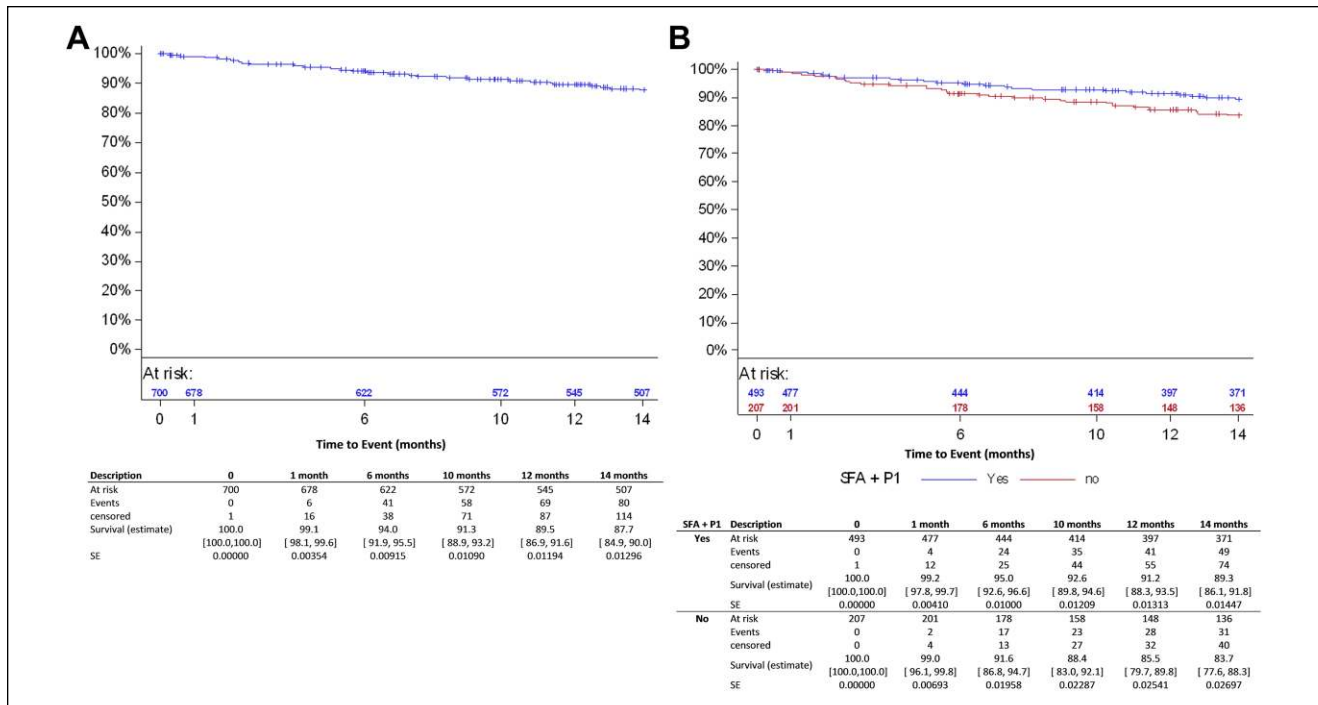 A
100%
90%
80%
70%
60%
50%
40%
30%
20%
10%
0%
At risk:
700 678 622 572 545 507
0 1 6 10 12 14
Time to Event (months)
Description 0 1 month 6 months 10 months 12 months 14 months
At risk 700 678 622 572 545 507
Events 0 6 41 58 69 80
censored 1 16 38 71 87 114
Survival (estimate) 100.0 99.1 94.0 91.3 89.5 87.7
[100.0,100.0] [98.1, 99.6] [91.9, 95.5] [88.9, 93.2] [86.9, 91.6] [84.9, 90.0]
SE 0.00000 0.00354 0.00915 0.01090 0.01194 0.01296
B
100%
90%
80%
70%
60%
50%
40%
30%
20%
10%
0%
At risk:
493 477 444 414 397 371
207 201 178 158 148 136
0 1 6 10 12 14
Time to Event (months)
SFA + P1 Yes no
SFA + P1 Description 0 1 month 6 months 10 months 12 months 14 months
Yes At risk 493 477 444 414 397 371
Events 0 4 24 35 41 49
censored 1 12 25 44 55 74
Survival (estimate) 100.0 99.2 95.0 92.6 91.2 89.3
[100.0,100.0] [ 97.8, 99.7] [ 92.6, 96.6] [ 89.8, 94.6] [ 88.3, 93.5] [ 86.1, 91.8]
SE 0.00000 0.00410 0.01000 0.01209 0.01313 0.01447
No At risk 207 201 178 158 148 136
Events 0 2 17 23 28 31
censored 0 4 13 27 32 40
Survival (estimate) 100.0 99.0 91.6 88.4 85.5 83.7
[100.0,100.0] [ 96.1, 99.8] [ 86.8, 94.7] [ 83.0, 92.1] [ 79.7, 89.8] [ 77.6, 88.3]
SE 0.00000 0.00693 0.01958 0.02287 0.02541 0.02697